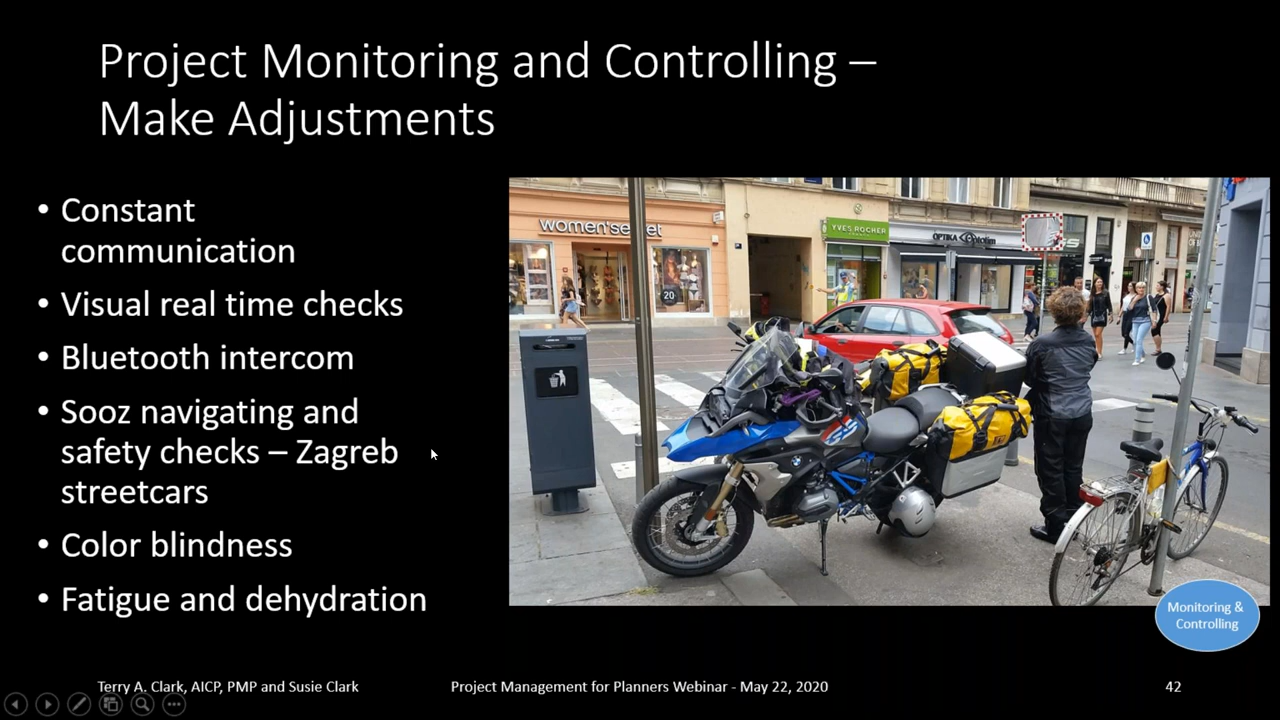 Project Monitoring and Controlling –
Make Adjustments
• Constant
communication
• Visual real time checks
• Bluetooth intercom
• Sooz navigating and
safety checks – Zagreb
streetcars
• Color blindness
• Fatigue and dehydration
women'secret
YVES ROCHER
OPTIKA
optolim
20
GS
Monitoring &
Controlling
Terry A. Clark, AICP, PMP and Susie Clark
Project Management for Planners Webinar - May 22, 2020
42